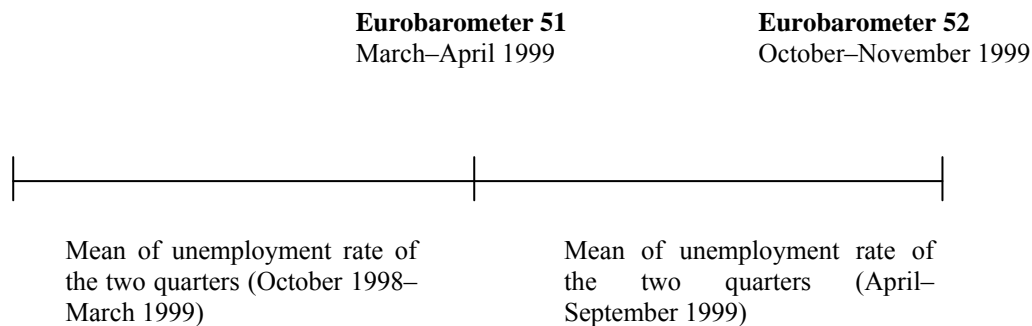 Eurobarometer 51
March–April 1999
Eurobarometer 52
October–November 1999
Mean of unemployment rate of
the two quarters (October 1998–
March 1999)
Mean of unemployment rate of
the two quarters (April–
September 1999)